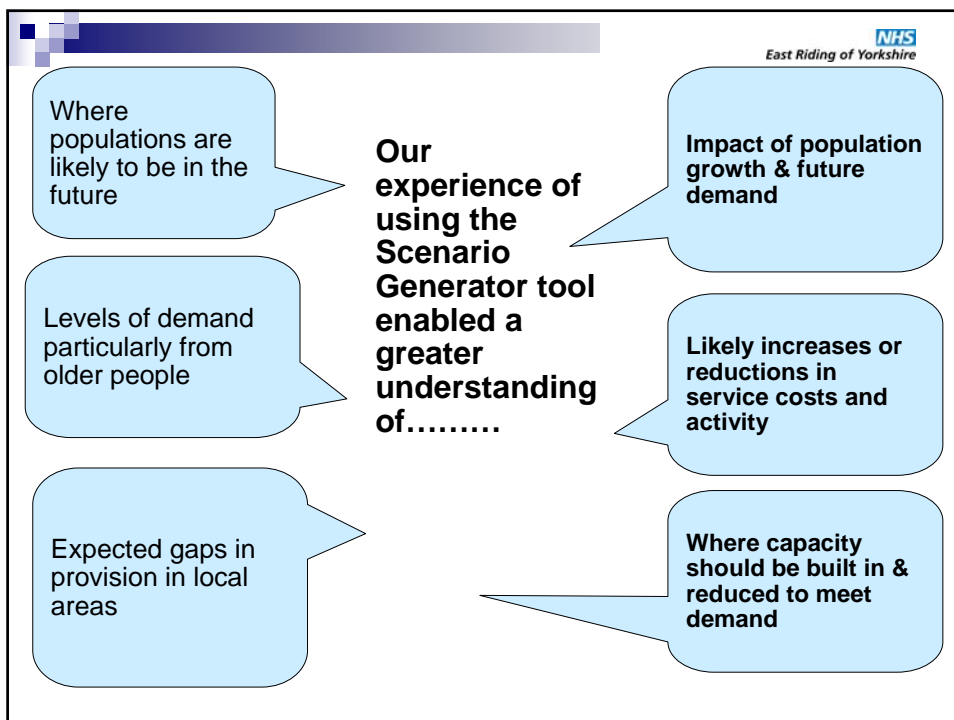 NHS
East Riding of Yorkshire
Where
populations are
likely to be in the
future
Levels of demand
particularly from
older people
Expected gaps in
provision in local
areas
Our
experience of
using the
Scenario
Generator tool
enabled a
greater
understanding
of………
Impact of population
growth & future
demand
Likely increases or
reductions in
service costs and
activity
Where capacity
should be built in &
reduced to meet
demand